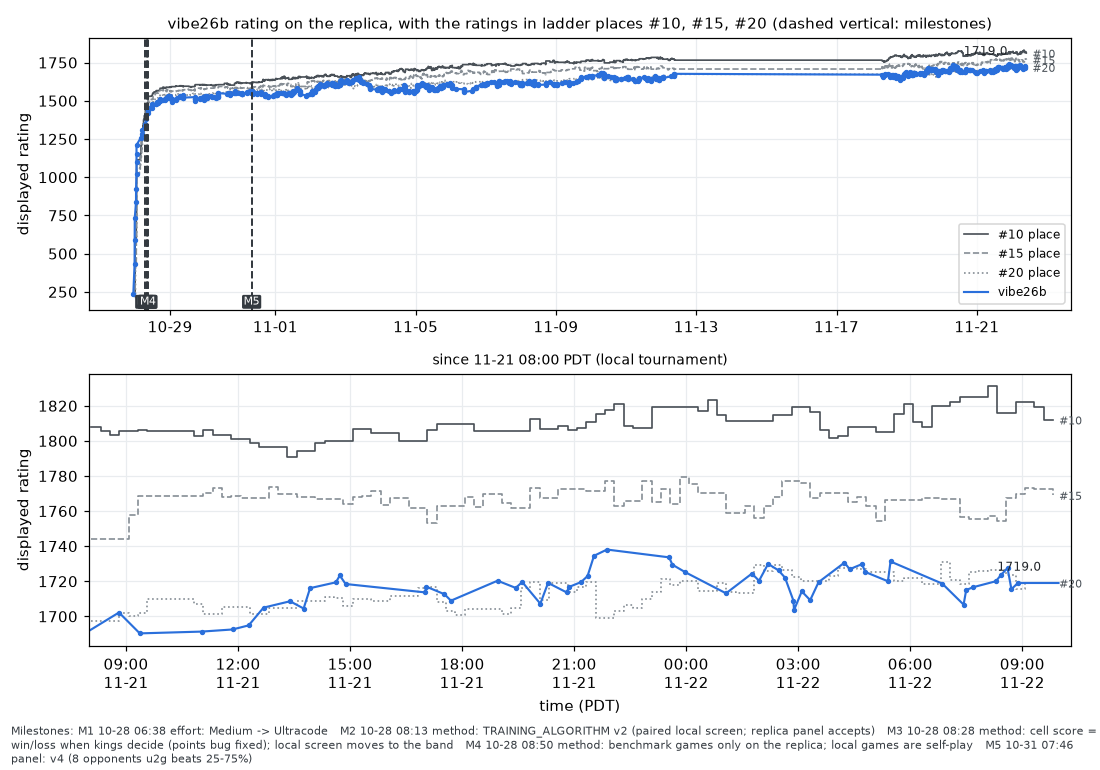 vibe26b rating on the replica, with the ratings in ladder places #10, #15, #20 (dashed vertical: milestones)
displayed rating
1750
1500
1250
1000
750
500
250
1719.0
#10
#15
#20
M4
M5
#10 place
#15 place
#20 place
vibe26b
10-29
11-01
11-05
11-09
11-13
11-17
11-21
since 11-21 08:00 PDT (local tournament)
displayed rating
1820
1800
1780
1760
1740
1720
1700
#10
#15
1719.0
#20
09:00 12:00 15:00 18:00 21:00 00:00 03:00 06:00 09:00
11-21 11-21 11-21 11-21 11-21 11-22 11-22 11-22 11-22
time (PDT)
Milestones: M1 10-28 06:38 effort: Medium -> Ultracode M2 10-28 08:13 method: TRAINING_ALGORITHM v2 (paired local screen; replica panel accepts) M3 10-28 08:28 method: cell score =
win/loss when kings decide (points bug fixed); local screen moves to the band M4 10-28 08:50 method: benchmark games only on the replica; local games are self-play M5 10-31 07:46
panel: v4 (8 opponents u2g beats 25-75%)